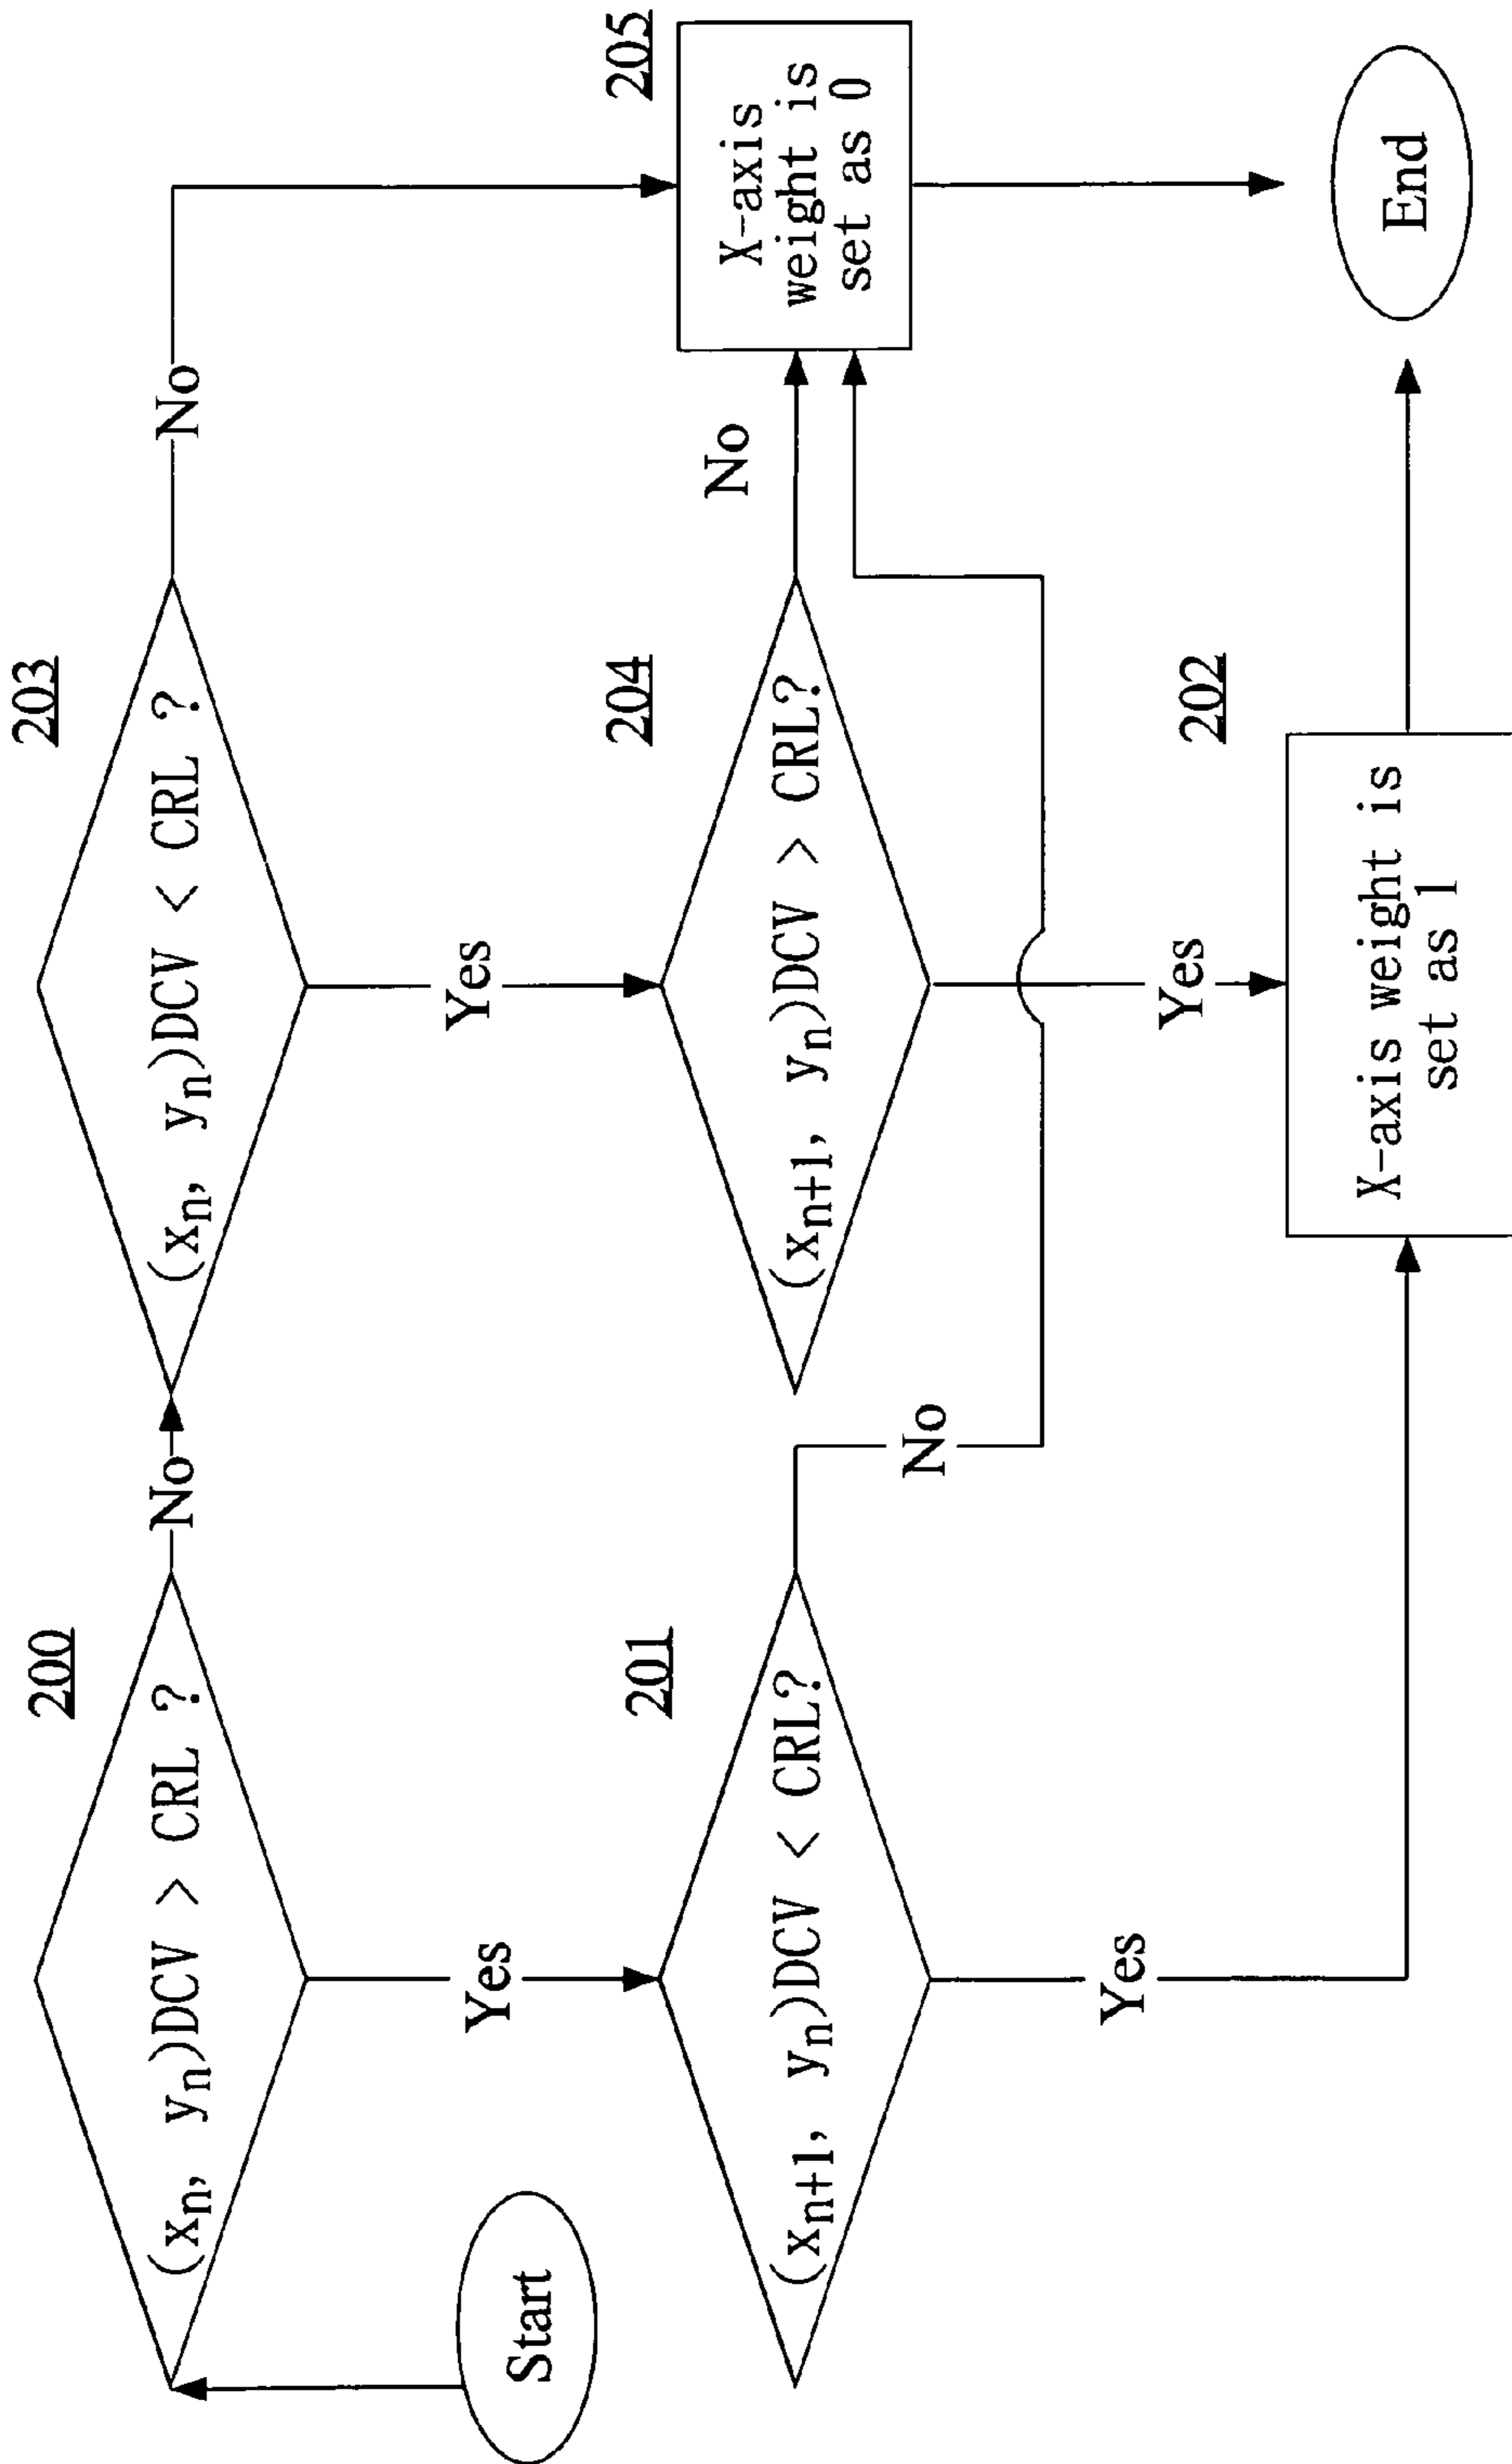 200
(xn, yn)DCV > CRL ?
No
203
(xn, yn)DCV < CRL ?
No
Start
Yes
Yes
201
(xn+1, yn)DCV < CRL?
No
204
(xn+1, yn)DCV > CRL?
No
205
X-axis
weight is
set as 0
Yes
Yes
202
X-axis weight is
set as 1
End